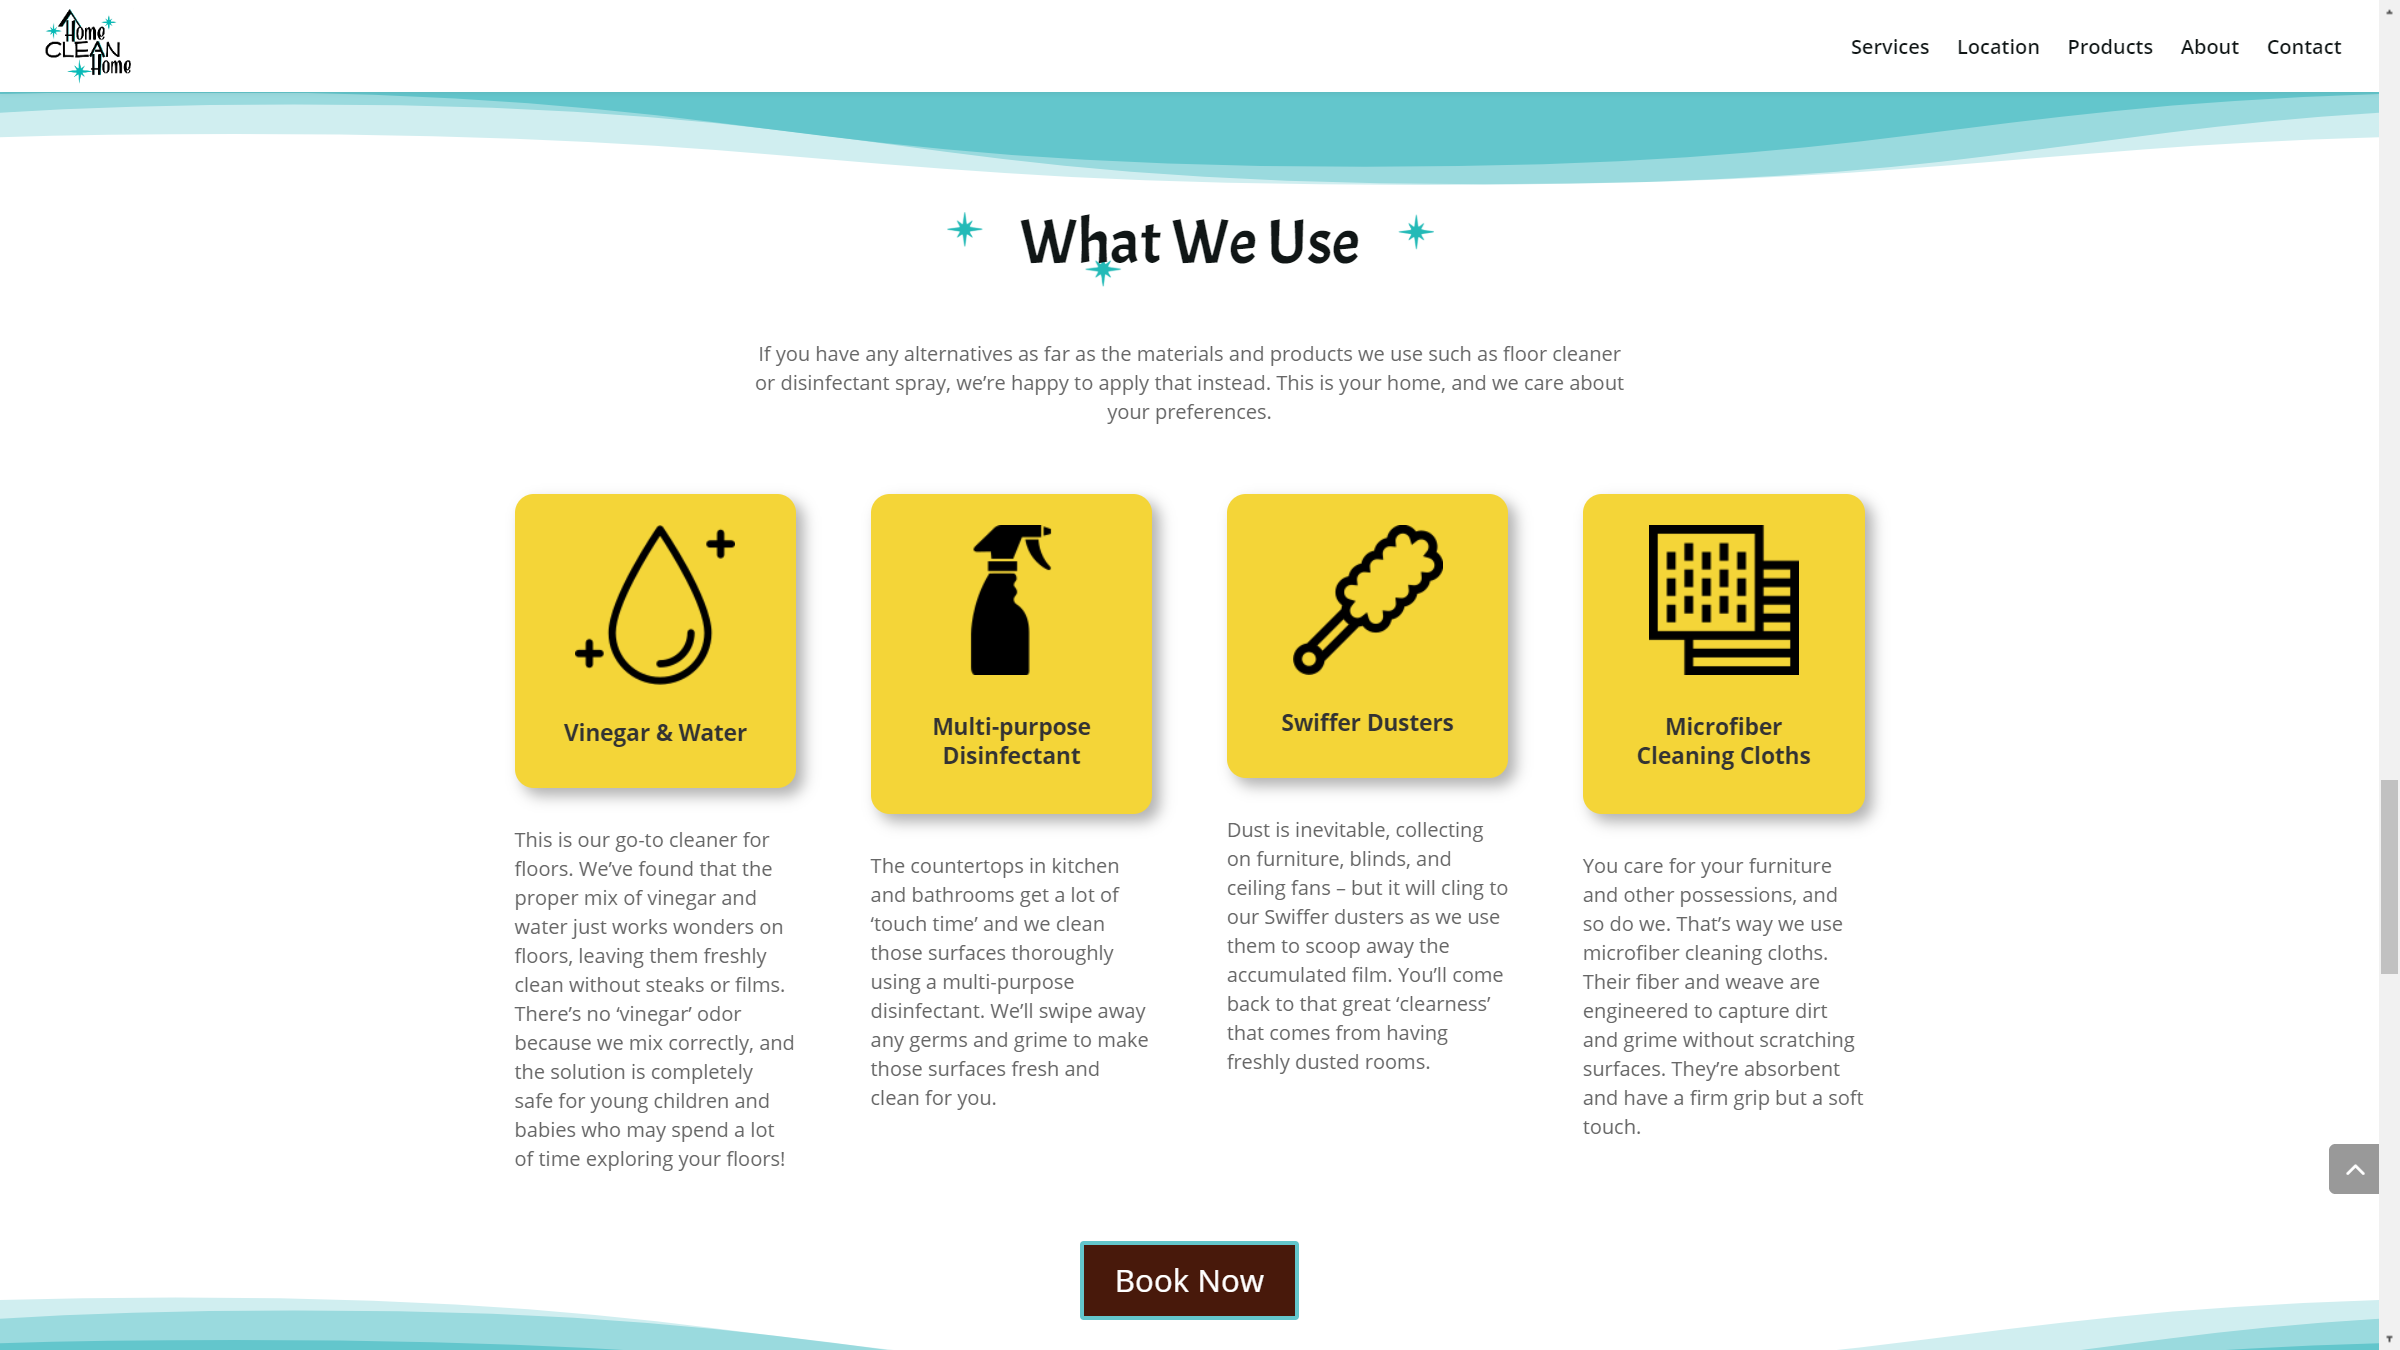 Home
CLEAN
Home
Services Location Products About Contact
What We Use
If you have any alternatives as far as the materials and products we use such as floor cleaner
or disinfectant spray, we’re happy to apply that instead. This is your home, and we care about
your preferences.
Vinegar & Water
This is our go-to cleaner for
floors. We’ve found that the
proper mix of vinegar and
water just works wonders on
floors, leaving them freshly
clean without steaks or films.
There’s no ‘vinegar’ odor
because we mix correctly, and
the solution is completely
safe for young children and
babies who may spend a lot
of time exploring your floors!
Multi-purpose
Disinfectant
The countertops in kitchen
and bathrooms get a lot of
‘touch time’ and we clean
those surfaces thoroughly
using a multi-purpose
disinfectant. We’ll swipe away
any germs and grime to make
those surfaces fresh and
clean for you.
Swiffer Dusters
Dust is inevitable, collecting
on furniture, blinds, and
ceiling fans – but it will cling to
our Swiffer dusters as we use
them to scoop away the
accumulated film. You’ll come
back to that great ‘clearness’
that comes from having
freshly dusted rooms.
Microfiber
Cleaning Cloths
You care for your furniture
and other possessions, and
so do we. That’s way we use
microfiber cleaning cloths.
Their fiber and weave are
engineered to capture dirt
and grime without scratching
surfaces. They’re absorbent
and have a firm grip but a soft
touch.
Book Now